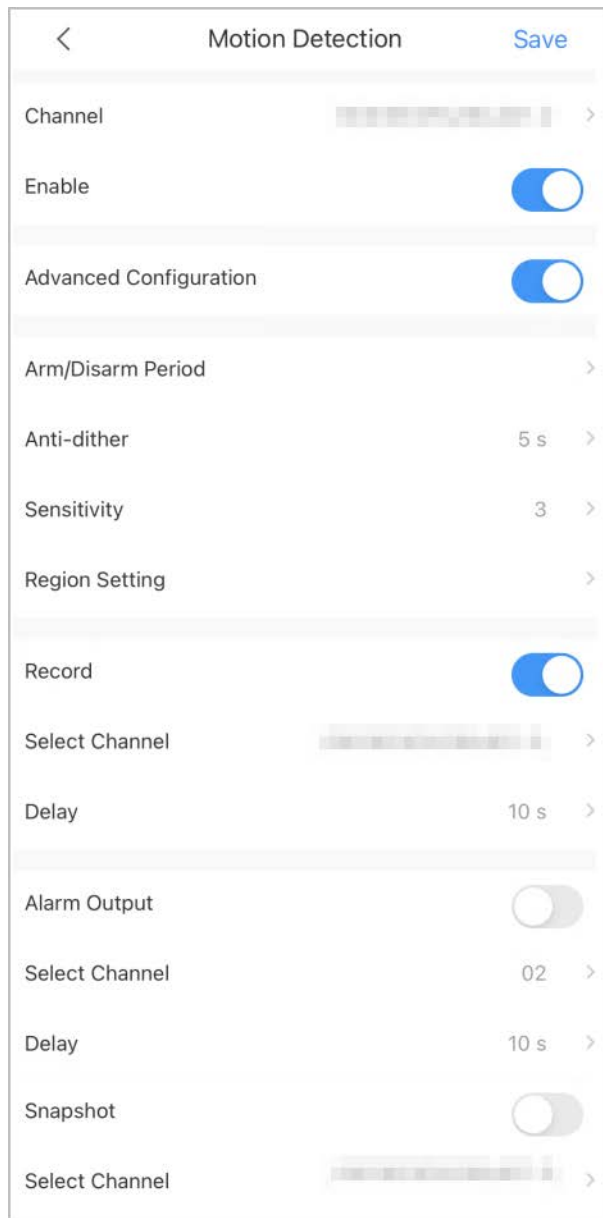 Motion Detection Save
Channel
Enable
Advanced Configuration
Arm/Disarm Period
Anti-dither 5 s
Sensitivity 3
Region Setting
Record
Select Channel
Delay 10 s
Alarm Output
Select Channel 02
Delay 10 s
Snapshot
Select Channel